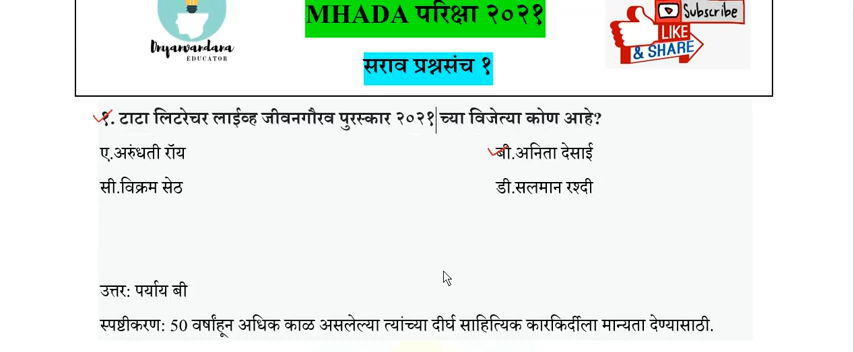 MHADA परिक्षा २०२१
Subscribe
LIKE
& SHARE
Dnyanvandana
EDUCATOR
सराव प्रश्नसंच १
१. टाटा लिटरेचर लाईव्ह जीवनगौरव पुरस्कार २०२१ च्या विजेत्या कोण आहे?
ए.अरुंधती रॉय बी.अनिता देसाई
सी.विक्रम सेठ डी.सलमान रश्दी
उत्तर: पर्याय बी
स्पष्टीकरण: 50 वर्षांहून अधिक काळ असलेल्या त्यांच्या दीर्घ साहित्यिक कारकिर्दीला मान्यता देण्यासाठी.